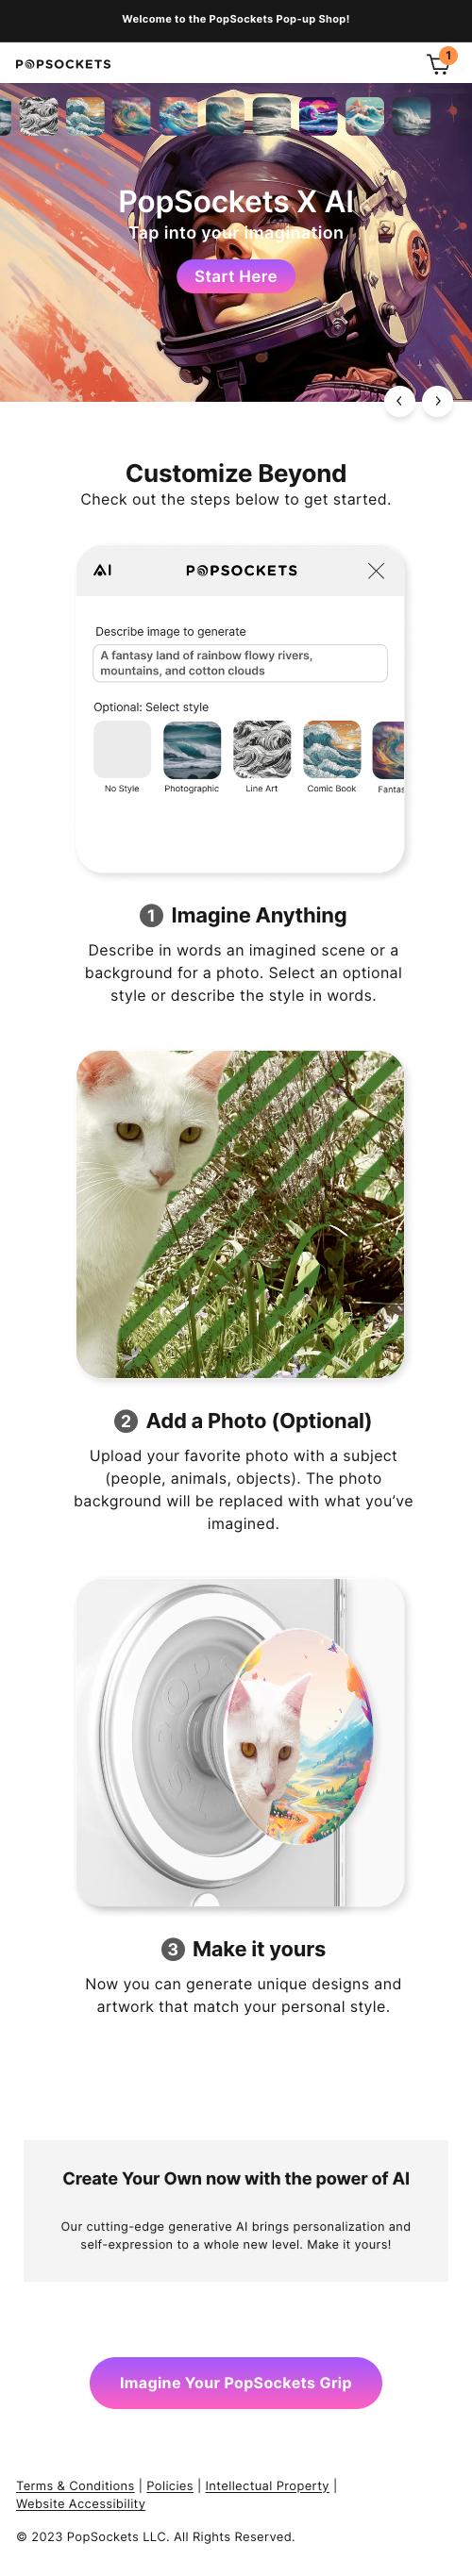 Welcome to the PopSockets Pop-up Shop!
POPSOCKETS
1
PopSockets X AI
Tap into your imagination
Start Here
Customize Beyond
Check out the steps below to get started.
AI POPSOCKETS
Describe image to generate
A fantasy land of rainbow flowy rivers,
mountains, and cotton clouds
Optional: Select style
No Style Photographic Line Art Comic Book Fantas
1 Imagine Anything
Describe in words an imagined scene or a
background for a photo. Select an optional
style or describe the style in words.
2 Add a Photo (Optional)
Upload your favorite photo with a subject
(people, animals, objects). The photo
background will be replaced with what you’ve
imagined.
3 Make it yours
Now you can generate unique designs and
artwork that match your personal style.
Create Your Own now with the power of AI
Our cutting-edge generative AI brings personalization and
self-expression to a whole new level. Make it yours!
Imagine Your PopSockets Grip
Terms & Conditions | Policies | Intellectual Property |
Website Accessibility
© 2023 PopSockets LLC. All Rights Reserved.